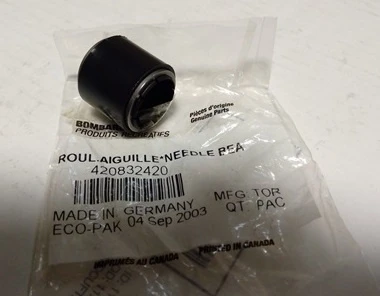 BOMBA
PRODUITS RÉCRÉATIFS
Pièces d'origine
Genuine Parts
ROUL.AIGUILLE*NEEDLE BEA
420832420
MADE IN GERMANY MFG TOR
ECO-PAK 04 Sep 2003 QT PAC
IMPRIMÉ AU CANADA
PRINTED IN CANADA